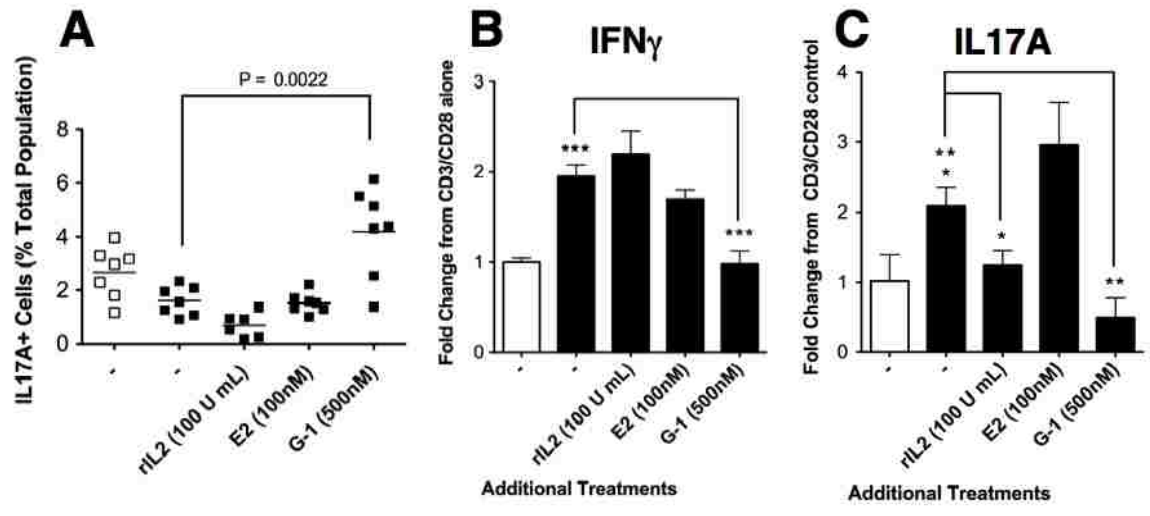 A
P = 0.0022
IL17A+ Cells (% Total Population)
8
6
4
2
0
-
-
rIL2 (100 U mL)
E2 (100nM)
G-1 (500nM)
B
IFNγ
Fold Change from CD3/CD28 alone
3
2
1
0
***
***
-
-
rIL2 (100 U mL)
E2 (100nM)
G-1 (500nM)
Additional Treatments
C
IL17A
Fold Change from CD3/CD28 control
4
3
2
1
0
**
*
*
**
-
-
rIL2 (100 U mL)
E2 (100nM)
G-1 (500nM)
Additional Treatments